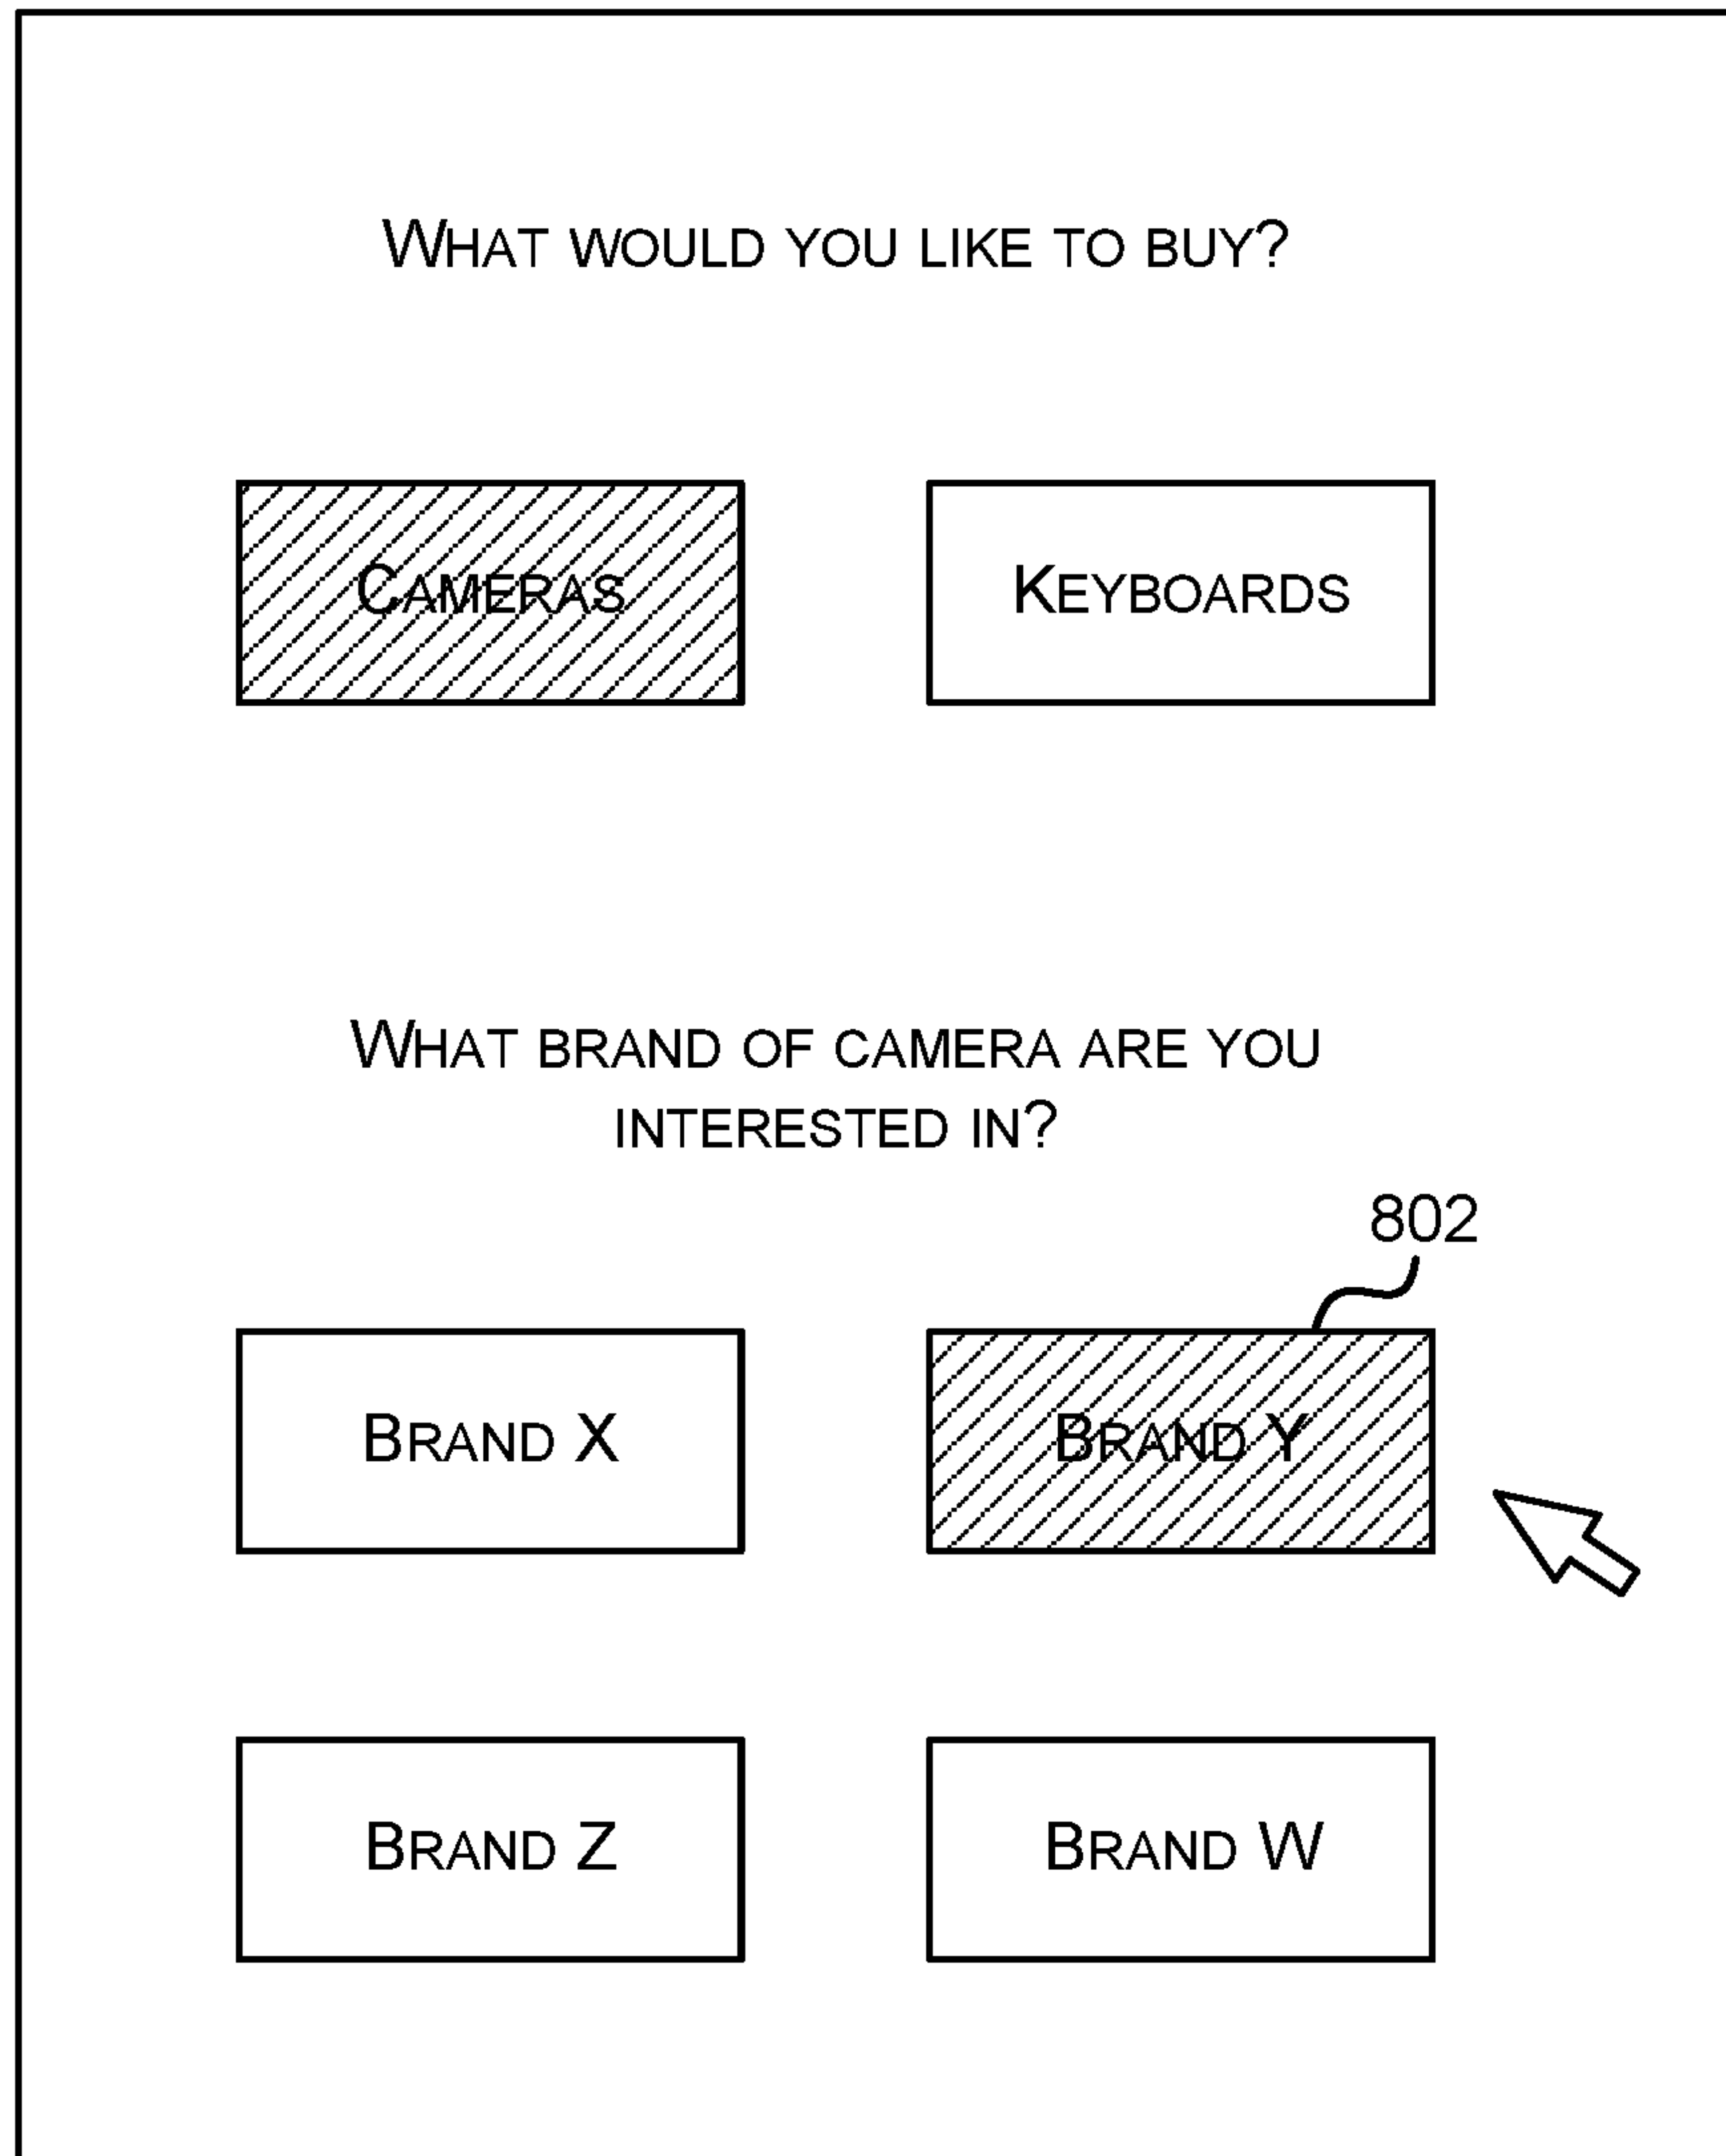 What would you like to buy?
Cameras
Keyboards
What brand of camera are you
interested in?
802
Brand X
Brand Y
Brand Z
Brand W